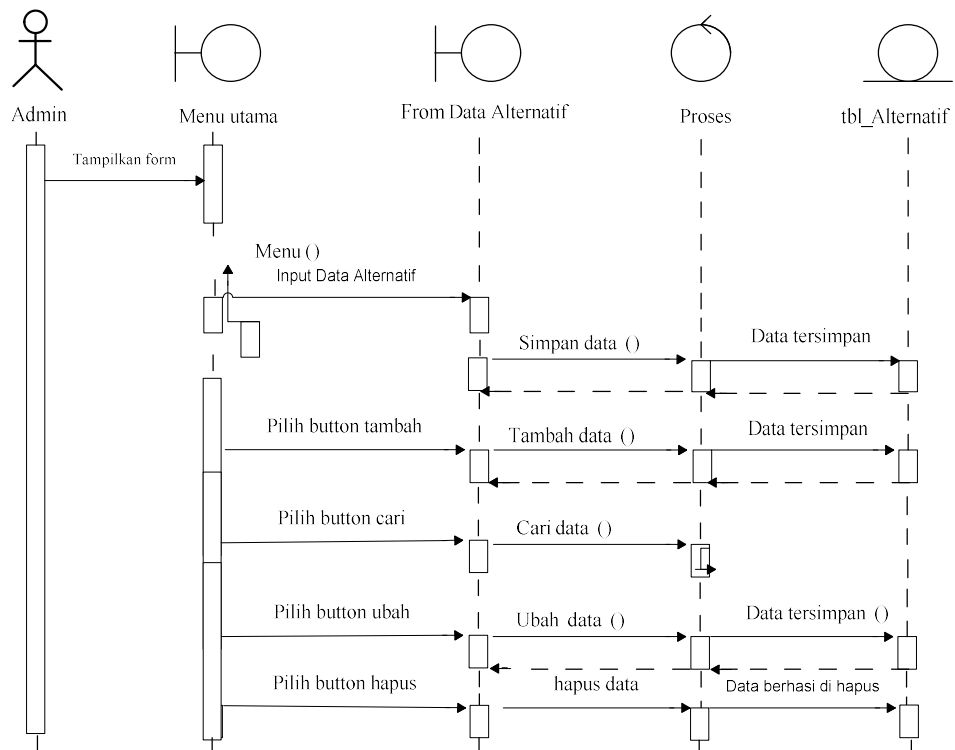 Admin
Menu utama
From Data Alternatif
Proses
tbl_Alternatif
Tampilkan form
Menu ()
Input Data Alternatif
Simpan data ()
Data tersimpan
Pilih button tambah
Tambah data ()
Data tersimpan
Pilih button cari
Cari data ()
Pilih button ubah
Ubah data ()
Data tersimpan ()
Pilih button hapus
hapus data
Data berhasi di hapus